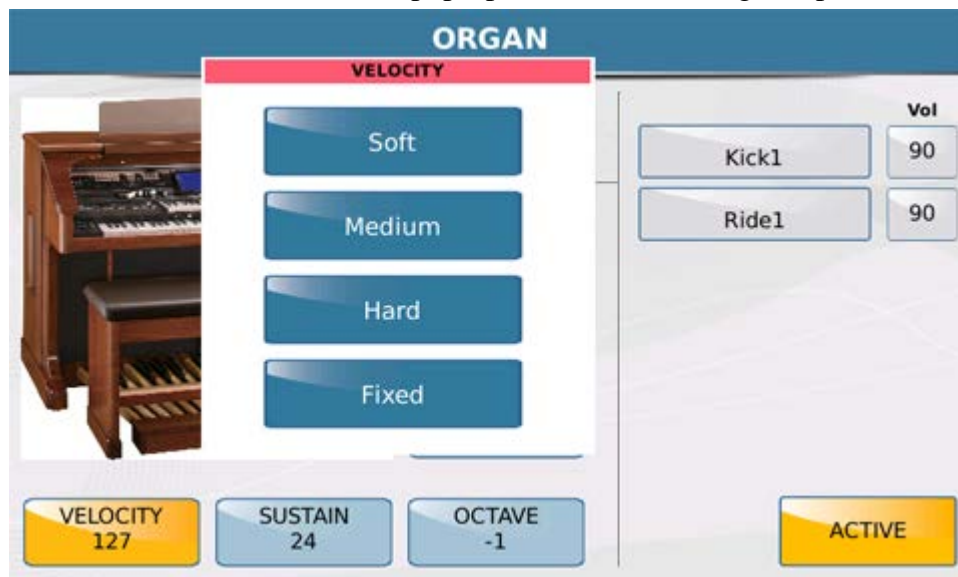 ORGAN
VELOCITY
Soft
Medium
Hard
Fixed
Vol
Kick1 90
Ride1 90
VELOCITY
127
SUSTAIN
24
OCTAVE
-1
ACTIVE